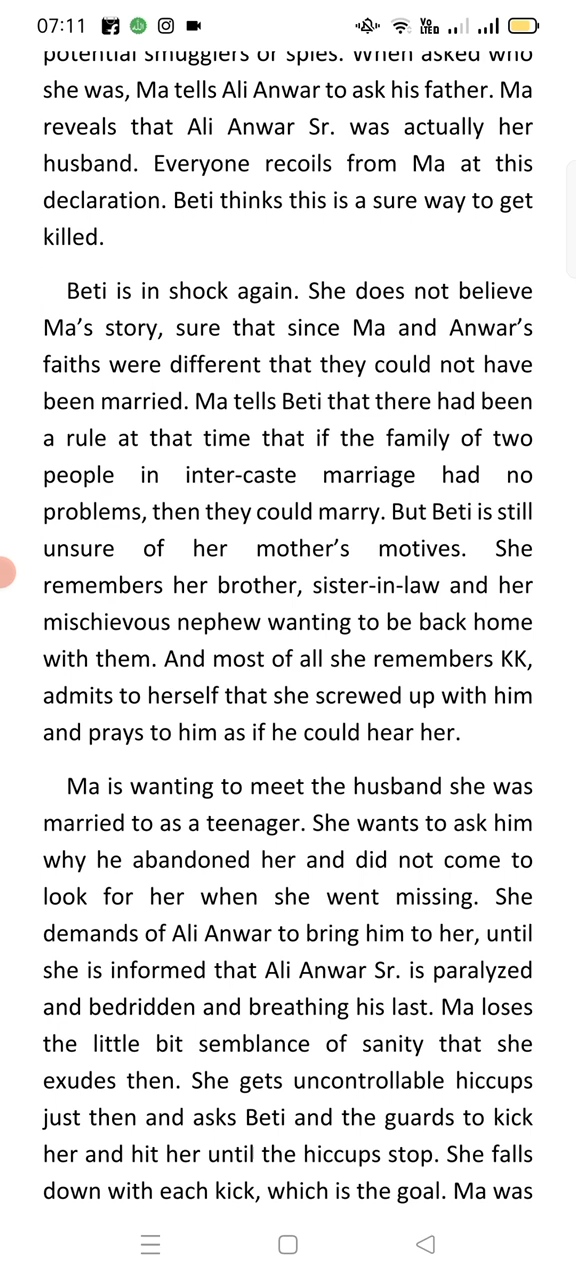 07:11
VO
LTED
potential smugglers or spies. When asked who
she was, Ma tells Ali Anwar to ask his father. Ma
reveals that Ali Anwar Sr. was actually her
husband. Everyone recoils from Ma at this
declaration. Beti thinks this is a sure way to get
killed.
Beti is in shock again. She does not believe
Ma’s story, sure that since Ma and Anwar’s
faiths were different that they could not have
been married. Ma tells Beti that there had been
a rule at that time that if the family of two
people in inter-caste marriage had no
problems, then they could marry. But Beti is still
unsure of her mother’s motives. She
remembers her brother, sister-in-law and her
mischievous nephew wanting to be back home
with them. And most of all she remembers KK,
admits to herself that she screwed up with him
and prays to him as if he could hear her.
Ma is wanting to meet the husband she was
married to as a teenager. She wants to ask him
why he abandoned her and did not come to
look for her when she went missing. She
demands of Ali Anwar to bring him to her, until
she is informed that Ali Anwar Sr. is paralyzed
and bedridden and breathing his last. Ma loses
the little bit semblance of sanity that she
exudes then. She gets uncontrollable hiccups
just then and asks Beti and the guards to kick
her and hit her until the hiccups stop. She falls
down with each kick, which is the goal. Ma was